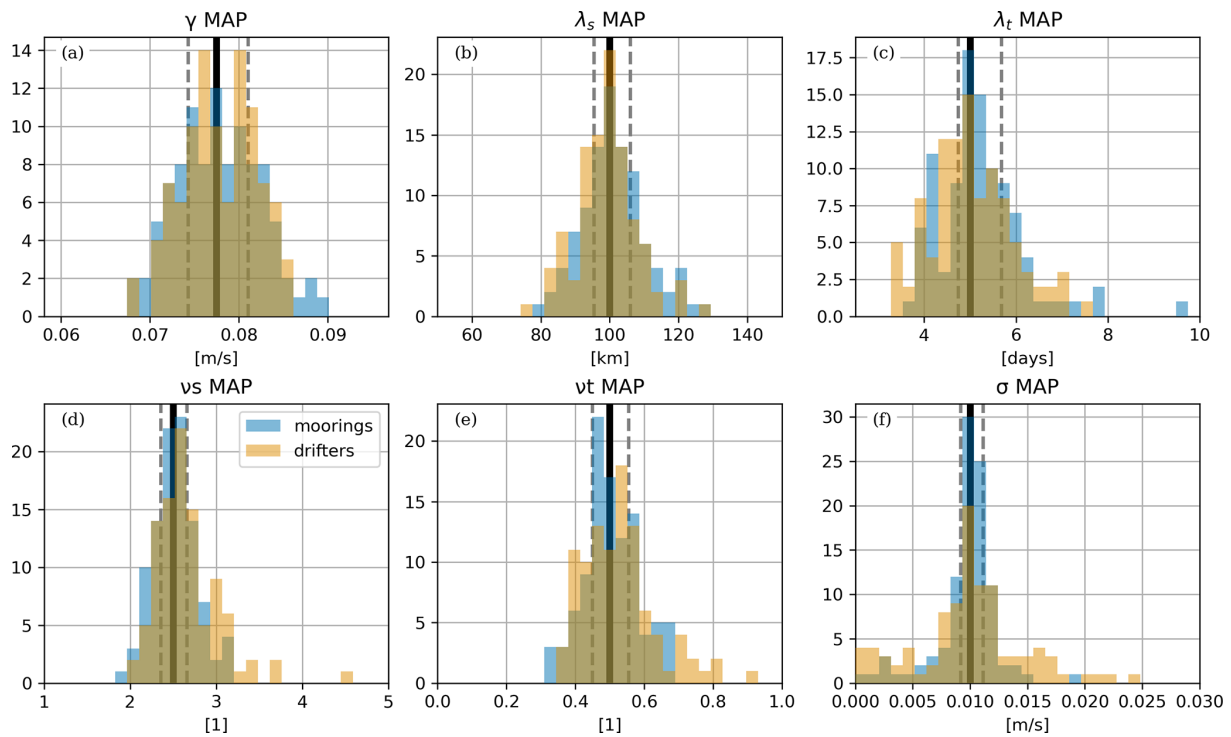 γ MAP
(a)
14
12
10
8
6
4
2
0
0.06 0.07 0.08 0.09
[m/s]
λs MAP
(b)
20
15
10
5
0
60 80 100 120 140
[km]
λt MAP
(c)
17.5
15.0
12.5
10.0
7.5
5.0
2.5
0.0
4 6 8 10
[days]
νs MAP
(d)
moorings
drifters
20
15
10
5
0
1 2 3 4 5
[1]
νt MAP
(e)
20
15
10
5
0
0.0 0.2 0.4 0.6 0.8 1.0
[1]
σ MAP
(f)
30
25
20
15
10
5
0
0.000 0.005 0.010 0.015 0.020 0.025 0.030
[m/s]